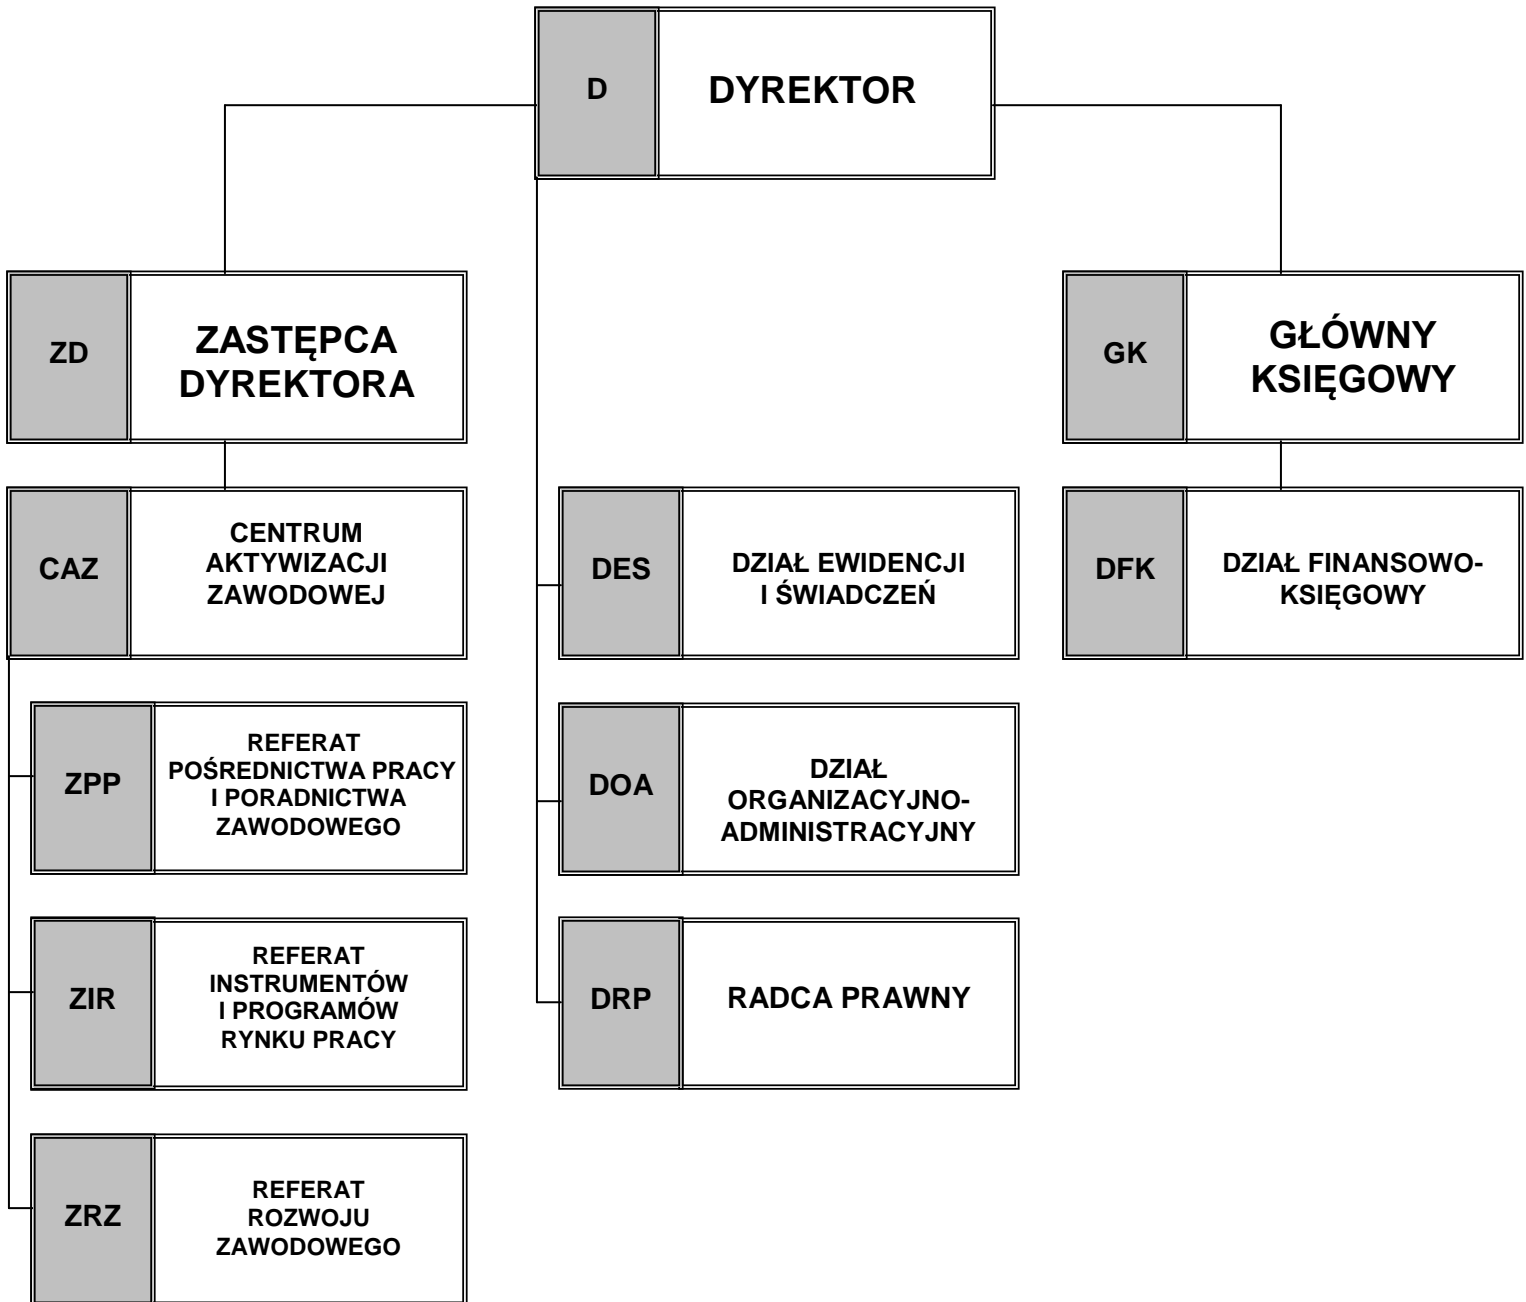 D
DYREKTOR
ZD
ZASTĘPCA
DYREKTORA
GK
GŁÓWNY
KSIĘGOWY
CAZ
CENTRUM
AKTYWIZACJI
ZAWODOWEJ
DES
DZIAŁ EWIDENCJI
I ŚWIADCZEŃ
DFK
DZIAŁ FINANSOWO-
KSIĘGOWY
ZPP
REFERAT
POŚREDNICTWA PRACY
I PORADNICTWA
ZAWODOWEGO
DOA
DZIAŁ
ORGANIZACYJNO-
ADMINISTRACYJNY
ZIR
REFERAT
INSTRUMENTÓW
I PROGRAMÓW
RYNKU PRACY
DRP
RADCA PRAWNY
ZRZ
REFERAT
ROZWOJU
ZAWODOWEGO